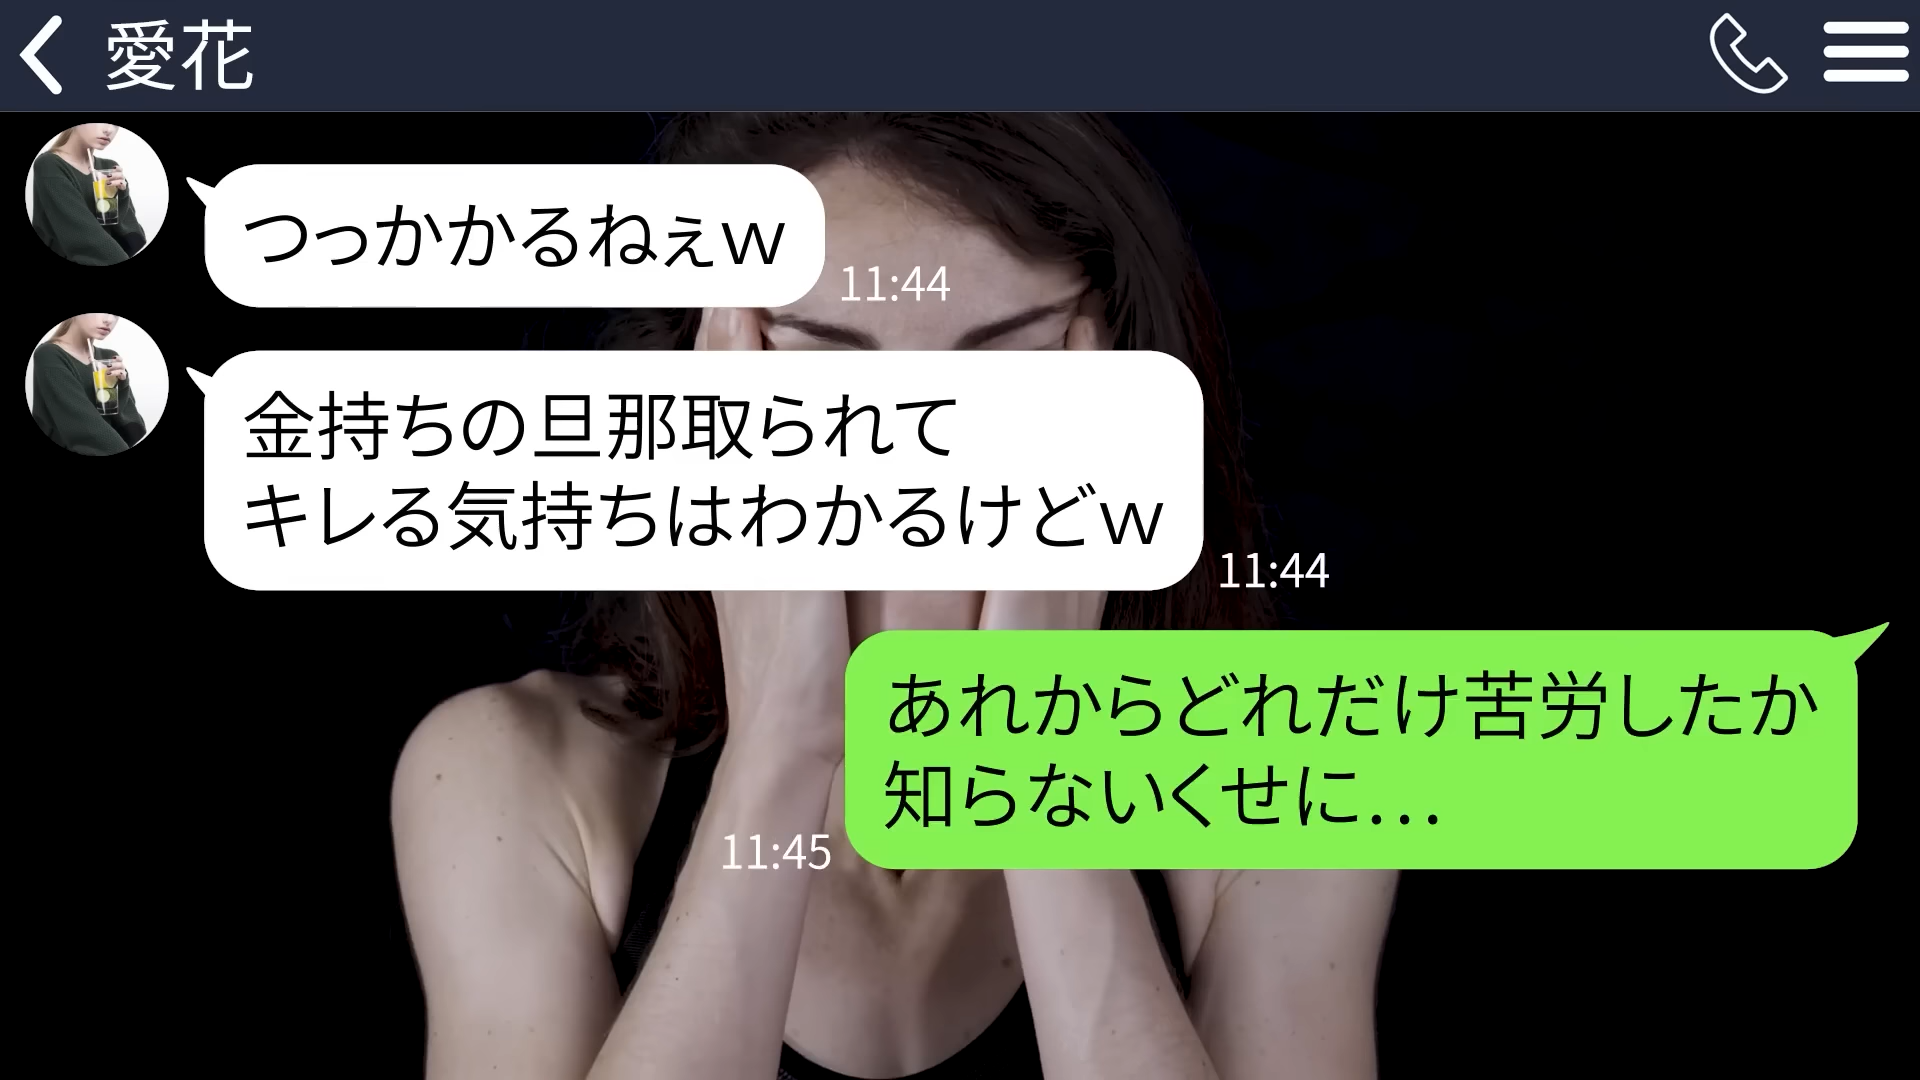 愛花
つっかかるねぇw
11:44
金持ちの旦那取られて
キレる気持ちはわかるけどw
11:44
あれからどれだけ苦労したか
知らないくせに…
11:45